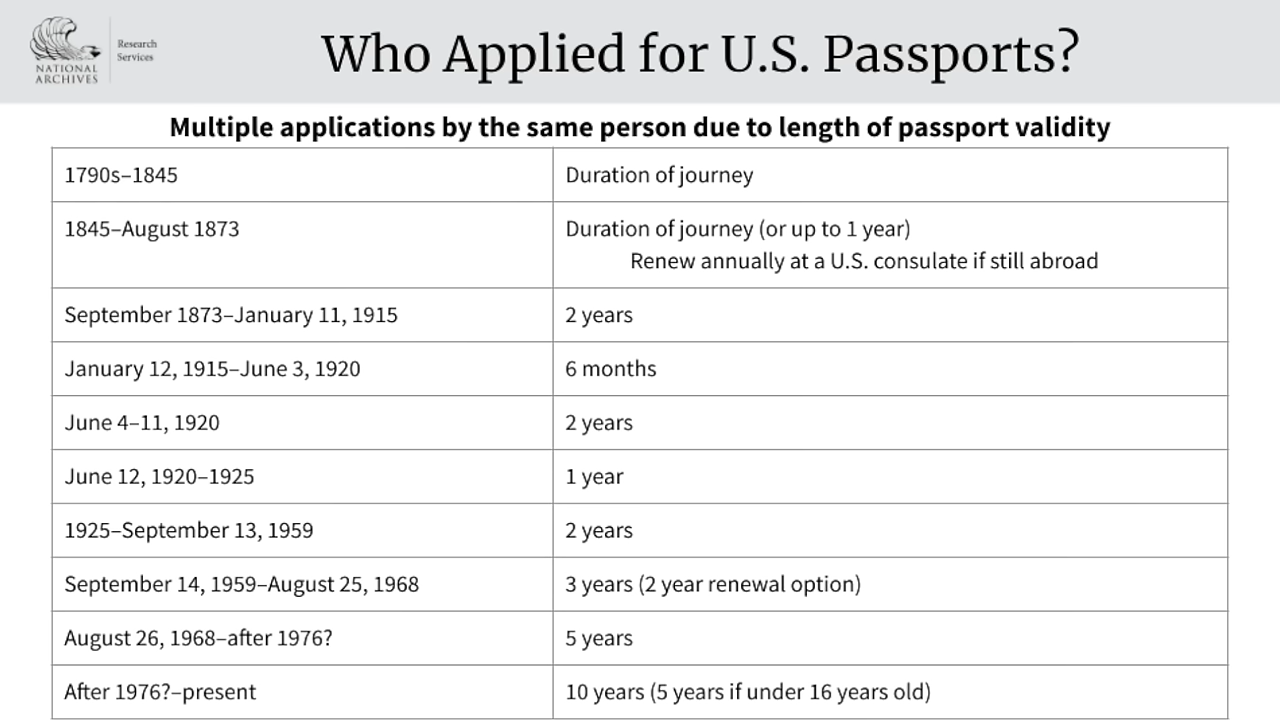 NATIONAL
ARCHIVES
Research
Services
Who Applied for U.S. Passports?
Multiple applications by the same person due to length of passport validity
1790s–1845 Duration of journey
1845–August 1873 Duration of journey (or up to 1 year)
Renew annually at a U.S. consulate if still abroad
September 1873–January 11, 1915 2 years
January 12, 1915–June 3, 1920 6 months
June 4–11, 1920 2 years
June 12, 1920–1925 1 year
1925–September 13, 1959 2 years
September 14, 1959–August 25, 1968 3 years (2 year renewal option)
August 26, 1968–after 1976? 5 years
After 1976?–present 10 years (5 years if under 16 years old)